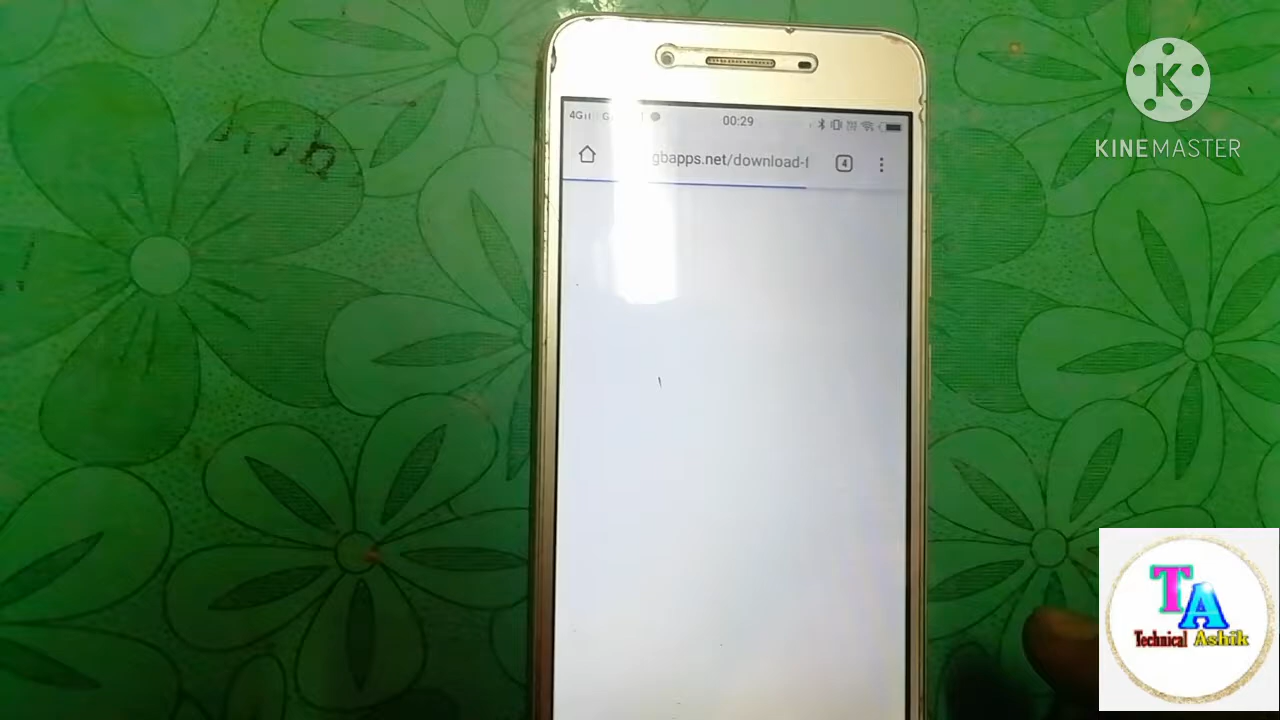 00:29
gbapps.net/download-f
4
K
KINEMASTER
TA
Technical Ashik